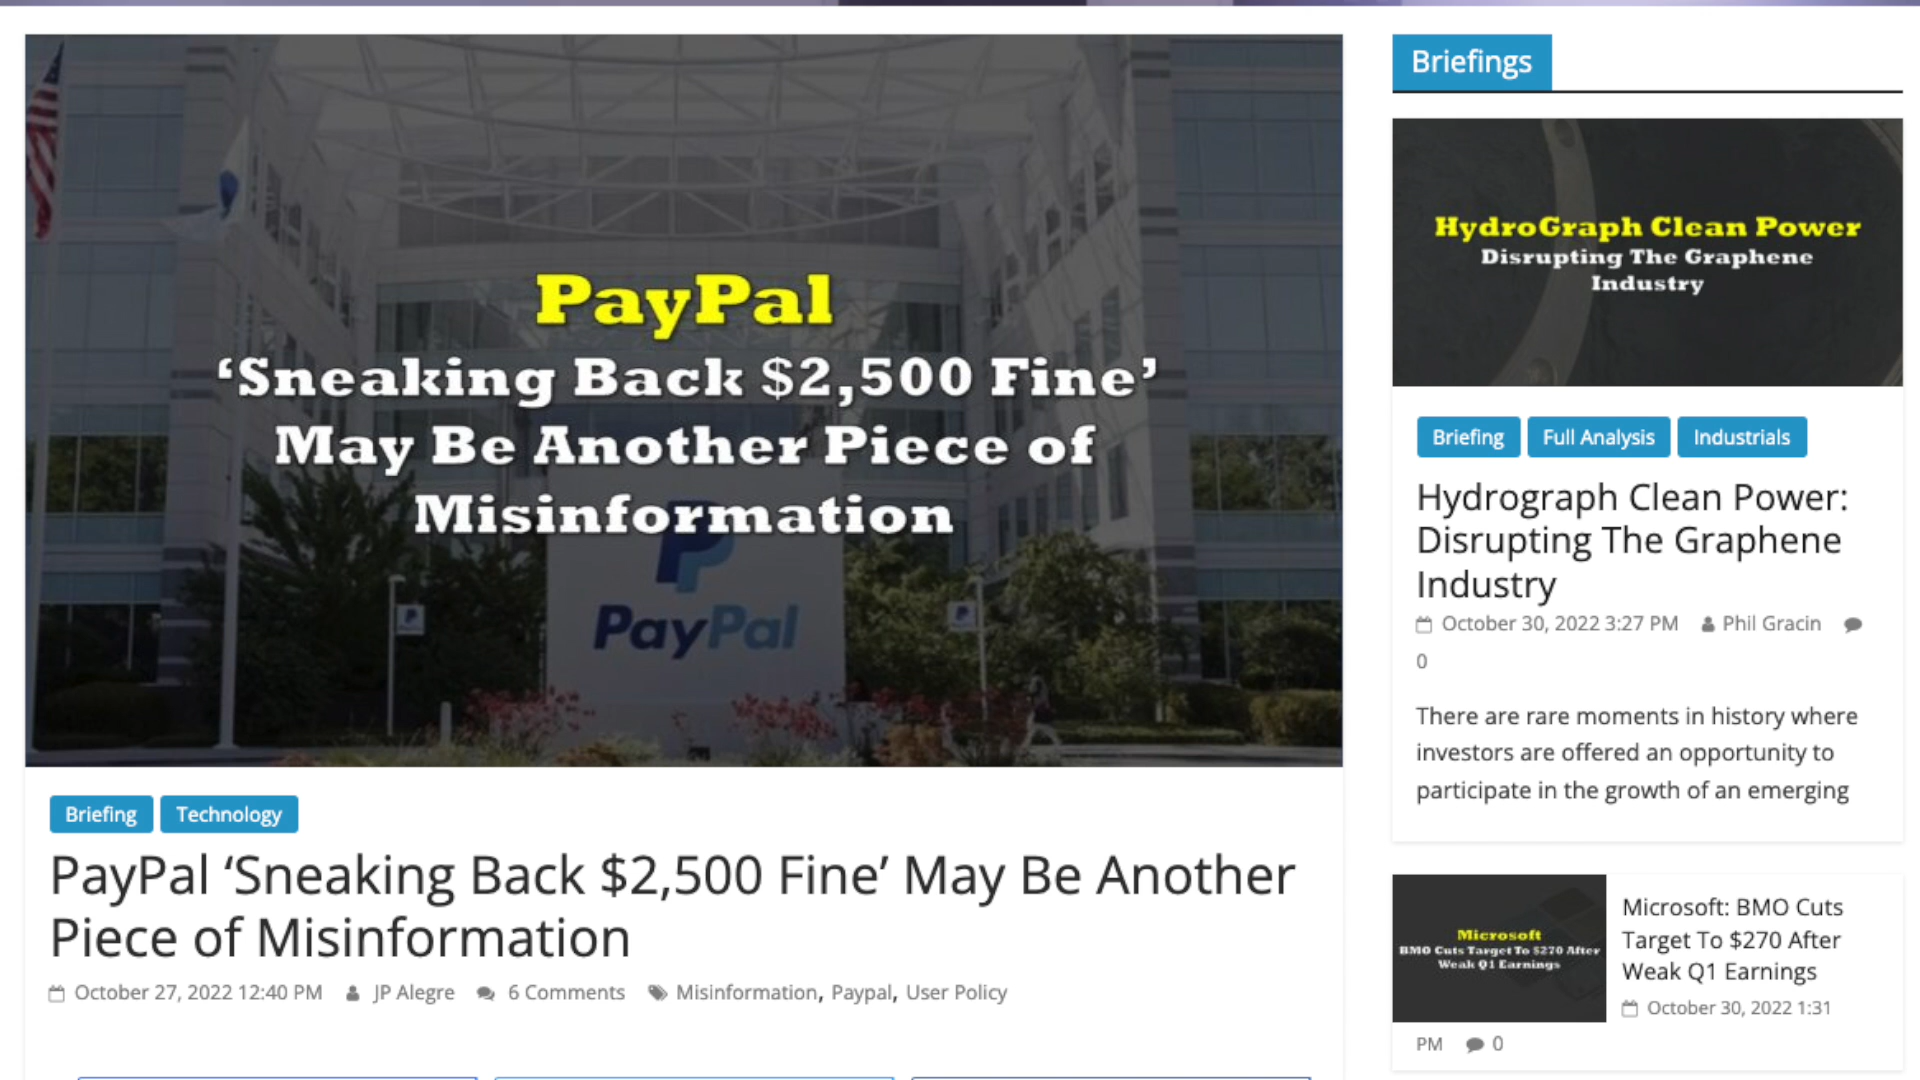 PayPal
‘Sneaking Back $2,500 Fine’
May Be Another Piece of
Misinformation
PayPal
Briefing
Technology
PayPal ‘Sneaking Back $2,500 Fine’ May Be Another
Piece of Misinformation
October 27, 2022 12:40 PM JP Alegre 6 Comments Misinformation, Paypal, User Policy
Briefings
HydroGraph Clean Power
Disrupting The Graphene
Industry
Briefing
Full Analysis
Industrials
Hydrograph Clean Power:
Disrupting The Graphene
Industry
October 30, 2022 3:27 PM Phil Gracin
0
There are rare moments in history where
investors are offered an opportunity to
participate in the growth of an emerging
Microsoft
BMO Cuts Target To $270 After
Weak Q1 Earnings
Microsoft: BMO Cuts
Target To $270 After
Weak Q1 Earnings
October 30, 2022 1:31
PM 0